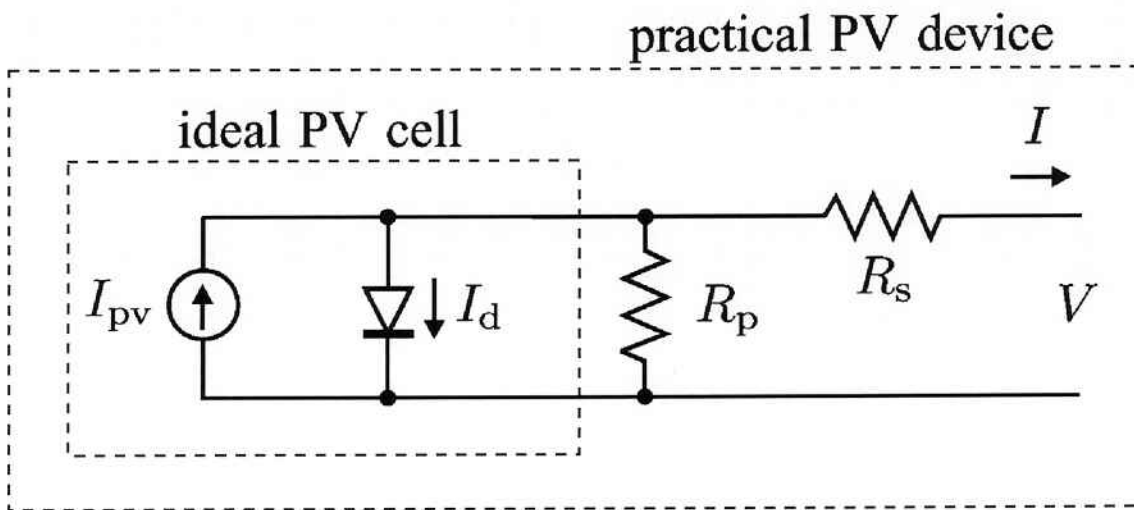 practical PV device
ideal PV cell
I
I_pv
I_d
R_p
R_s
V